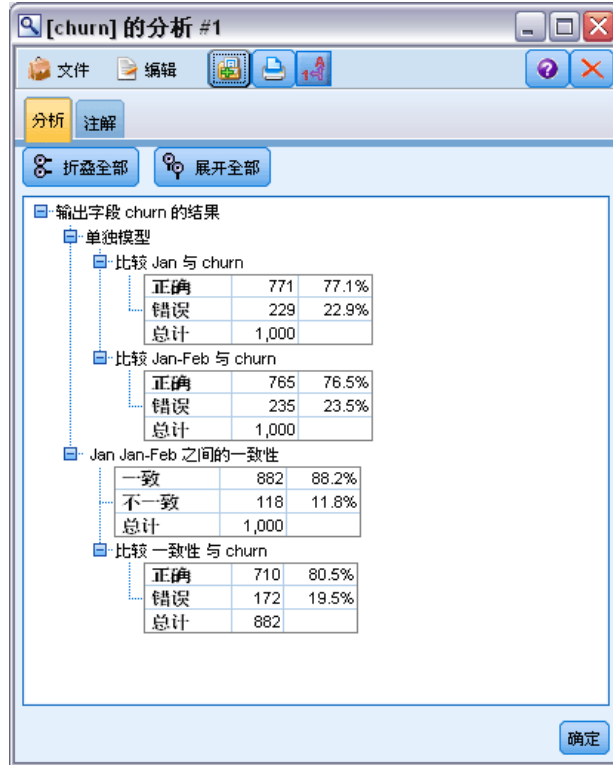 [churn] 的分析 #1
文件 编辑
分析 注解
折叠全部 展开全部
输出字段 churn 的结果
单独模型
比较 Jan 与 churn
正确 771 77.1%
错误 229 22.9%
总计 1,000
比较 Jan-Feb 与 churn
正确 765 76.5%
错误 235 23.5%
总计 1,000
Jan Jan-Feb 之间的一致性
一致 882 88.2%
不一致 118 11.8%
总计 1,000
比较 一致性 与 churn
正确 710 80.5%
错误 172 19.5%
总计 882
确定